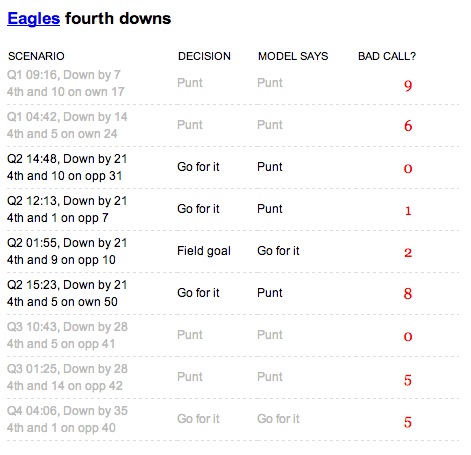 Eagles fourth downs
SCENARIO DECISION MODEL SAYS BAD CALL?
Q1 09:16, Down by 7
4th and 10 on own 17 Punt Punt 9
Q1 04:42, Down by 14
4th and 5 on own 24 Punt Punt 6
Q2 14:48, Down by 21
4th and 10 on opp 31 Go for it Punt 0
Q2 12:13, Down by 21
4th and 1 on opp 7 Go for it Punt 1
Q2 01:55, Down by 21
4th and 9 on opp 10 Field goal Go for it 2
Q2 15:23, Down by 21
4th and 5 on own 50 Go for it Punt 8
Q3 10:43, Down by 28
4th and 5 on opp 41 Punt Punt 0
Q3 01:25, Down by 28
4th and 14 on opp 42 Punt Punt 5
Q4 04:06, Down by 35
4th and 1 on opp 40 Go for it Go for it 5